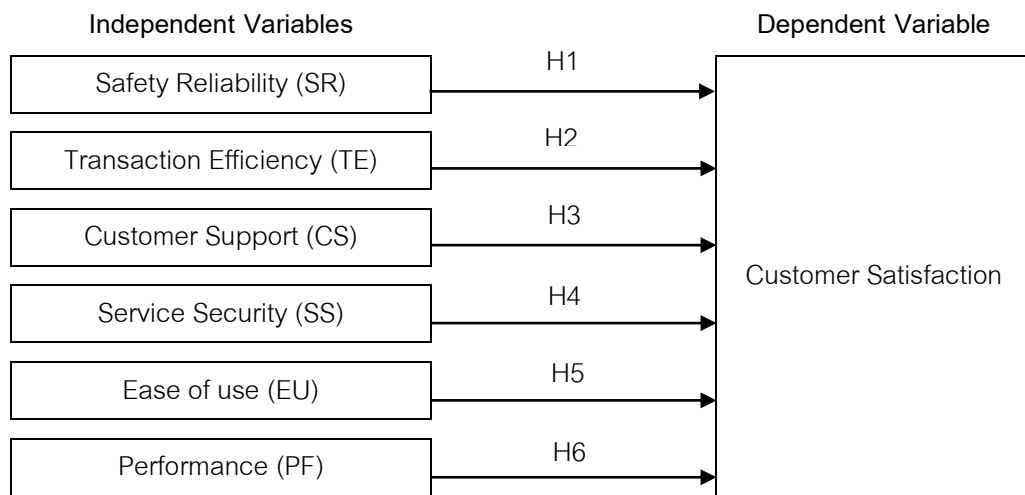 Independent Variables
Dependent Variable
Safety Reliability (SR)
H1
Transaction Efficiency (TE)
H2
Customer Support (CS)
H3
Customer Satisfaction
Service Security (SS)
H4
Ease of use (EU)
H5
Performance (PF)
H6